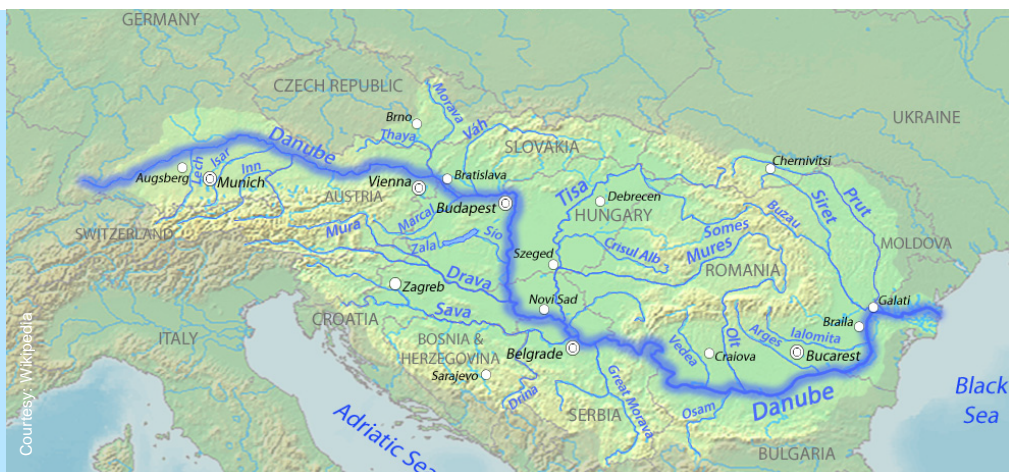 GERMANY
CZECH REPUBLIC
Morava
Brno
Thaya
Váh
UKRAINE
SLOVAKIA
Danube
Augsberg
Lech
Isar
Inn
Munich
Vienna
Bratislava
AUSTRIA
Budapest
Marcal
Mura
Zala
Sio
SWITZERLAND
Tisa
Debrecen
HUNGARY
Chernivitsi
Siret
Prut
Buzau
Somes
Mures
Crisul Alb
Szeged
MOLDOVA
ROMANIA
Drava
Zagreb
Sava
CROATIA
Novi Sad
Galati
Braila
ITALY
BOSNIA &
HERZEGOVINA
Sarajevo
Belgrade
Vedea
Olt
Craiova
Arges
Ialomita
Bucarest
Drina
Great Morava
SERBIA
Osam
Danube
BULGARIA
Black
Sea
Adriatic Sea
Courtesy Wikipedia